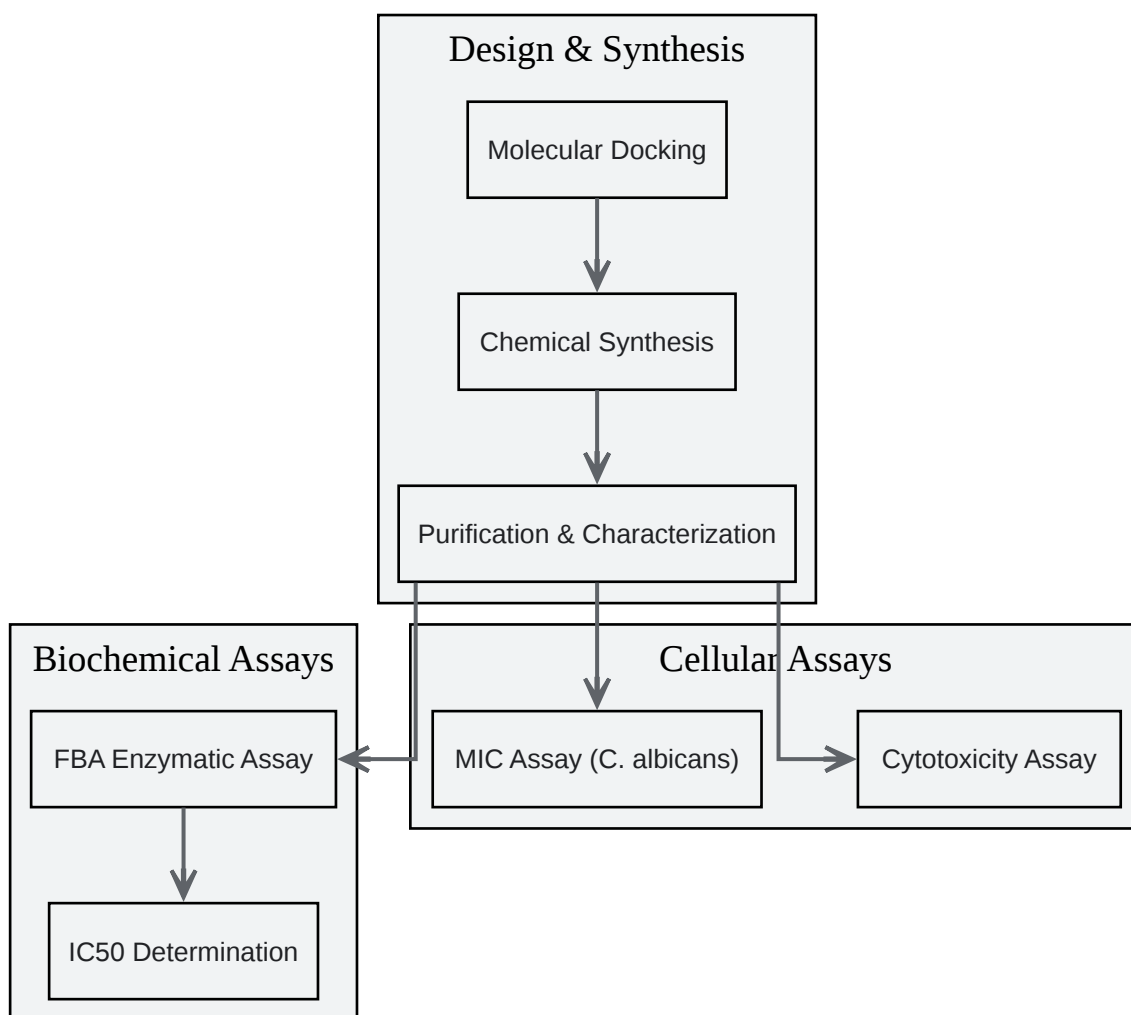 Design & Synthesis
Molecular Docking
Chemical Synthesis
Purification & Characterization
Biochemical Assays
FBA Enzymatic Assay
IC50 Determination
Cellular Assays
MIC Assay (C. albicans)
Cytotoxicity Assay